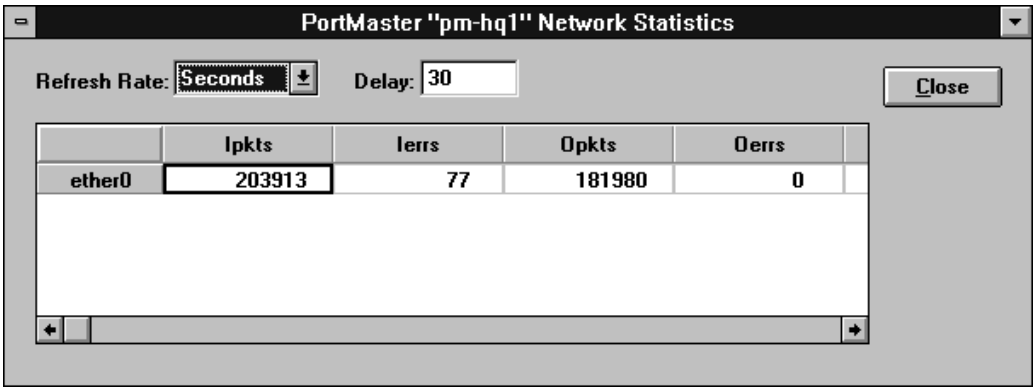 PortMaster "pm-hq1" Network Statistics
Refresh Rate: Seconds Delay: 30 Close
Ipkts Ierrs Opkts Oerrs
ether0 203913 77 181980 0